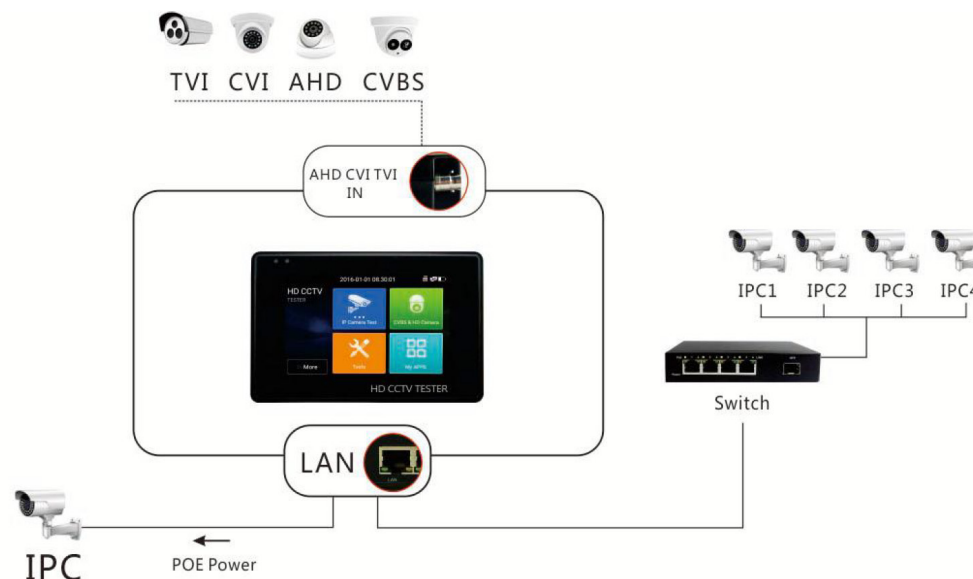 TVI CVI AHD CVBS
AHD CVI TVI
IN
2016-01-01 08:30:01
HD CCTV
TESTER
IP Camera Test
CVBS & HD Camera
Tools
My APPS
More
HD CCTV TESTER
IPC1 IPC2 IPC3 IPC4
Switch
LAN
LAN
IPC
POE Power